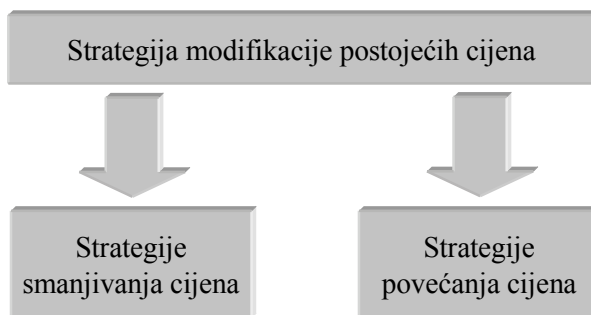 Strategija modifikacije postojećih cijena
Strategije
smanjivanja cijena
Strategije
povećanja cijena